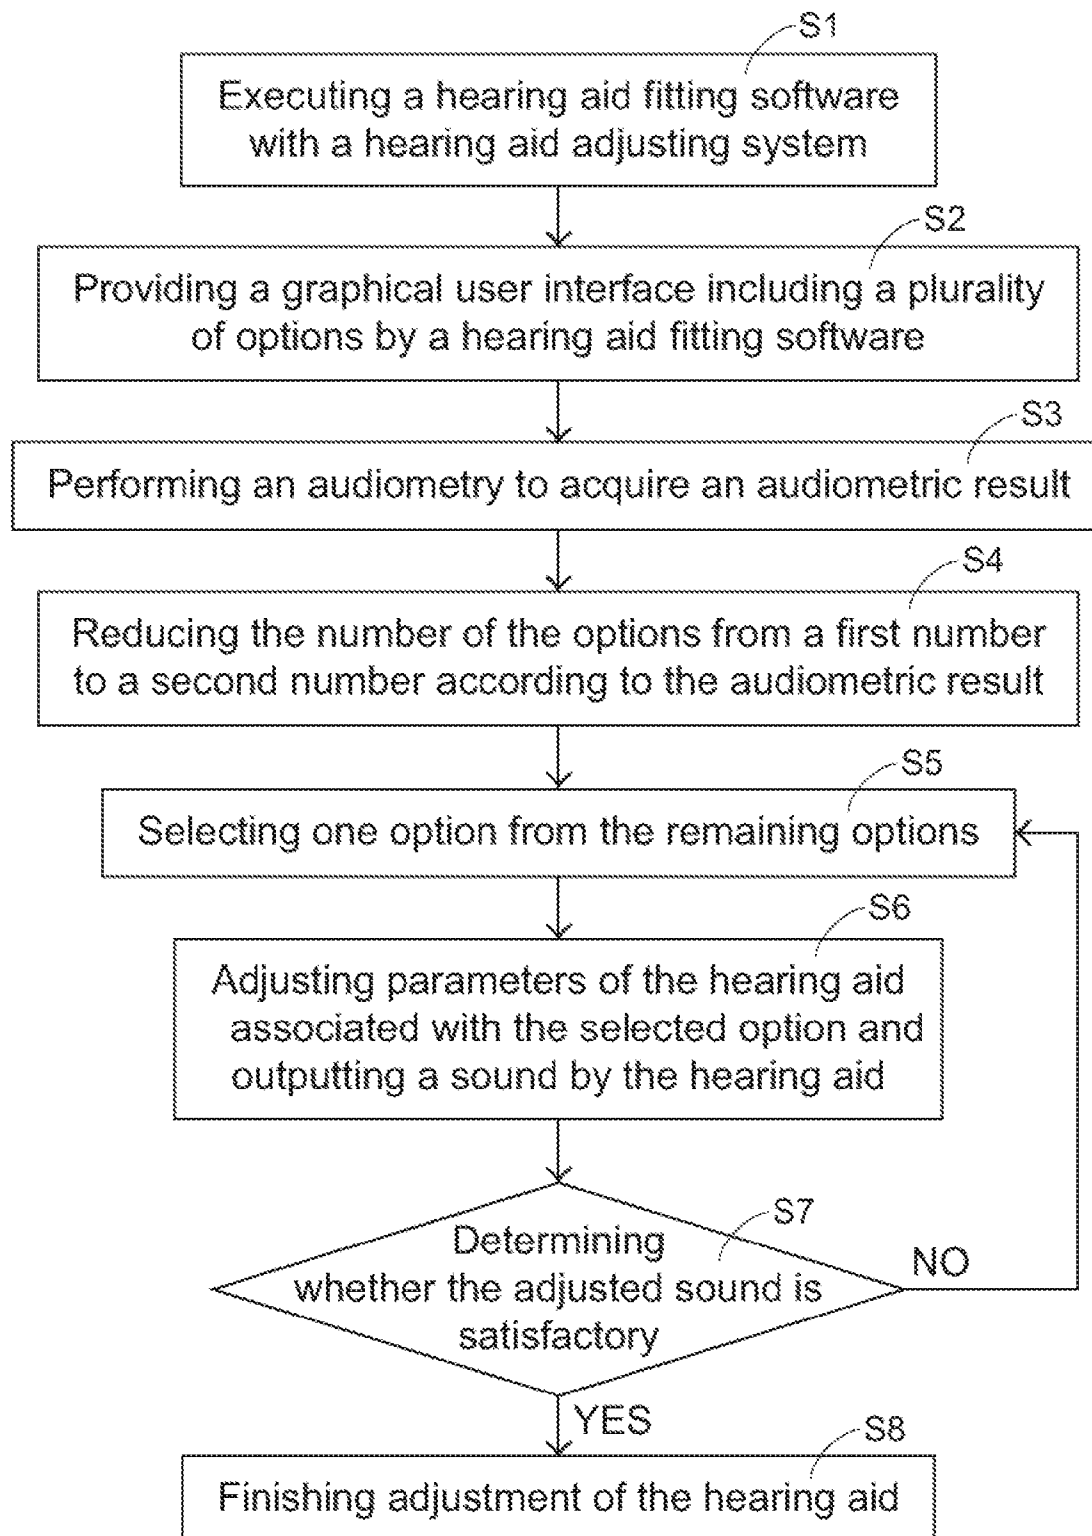 S1
Executing a hearing aid fitting software
with a hearing aid adjusting system
S2
Providing a graphical user interface including a plurality
of options by a hearing aid fitting software
S3
Performing an audiometry to acquire an audiometric result
S4
Reducing the number of the options from a first number
to a second number according to the audiometric result
S5
Selecting one option from the remaining options
S6
Adjusting parameters of the hearing aid
associated with the selected option and
outputting a sound by the hearing aid
S7
Determining
whether the adjusted sound is
satisfactory
NO
YES
S8
Finishing adjustment of the hearing aid